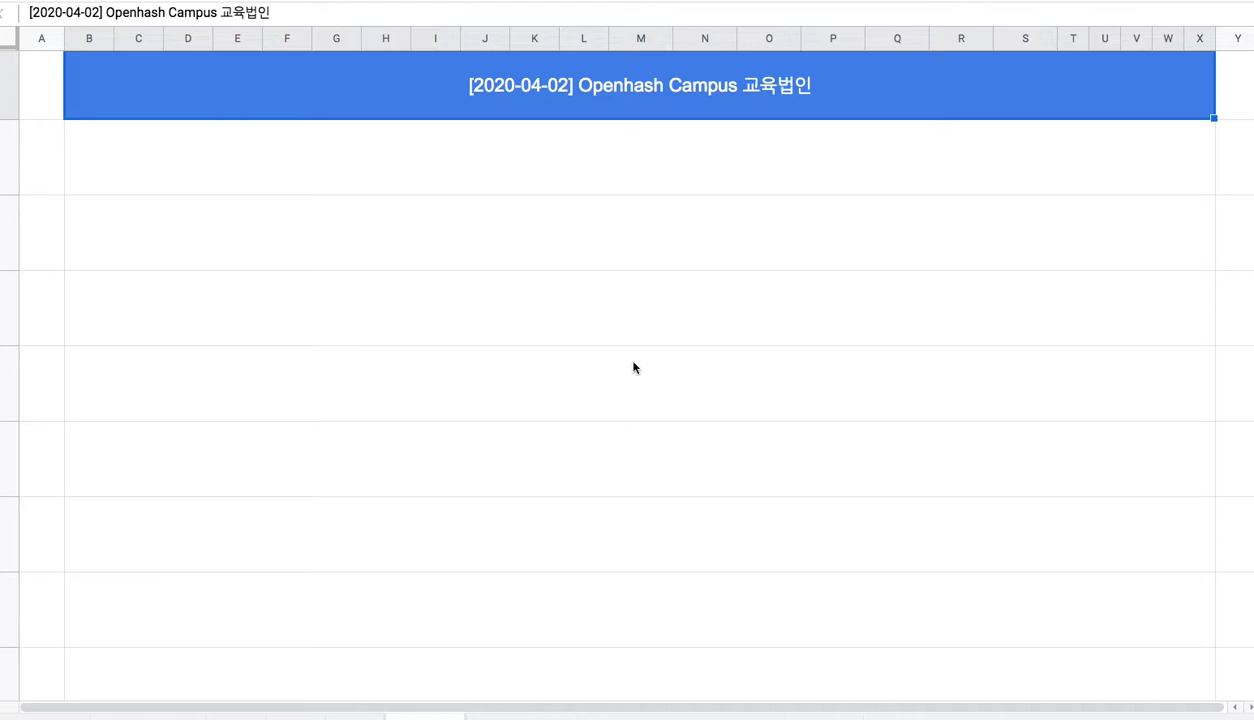 [2020-04-02] Openhash Campus 교육법인
A B C D E F G H I J K L M N O P Q R S T U V W X Y
[2020-04-02] Openhash Campus 교육법인